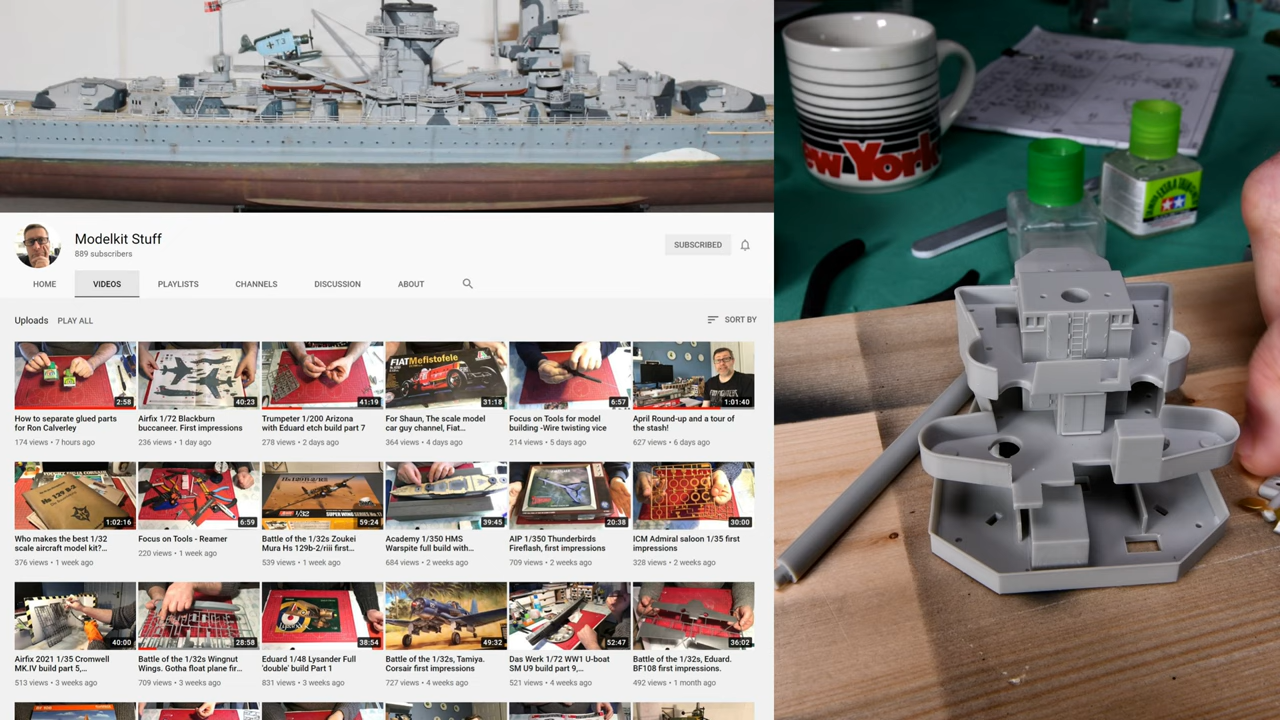 T3
Modelkit Stuff
889 subscribers
SUBSCRIBED
HOME
VIDEOS
PLAYLISTS
CHANNELS
DISCUSSION
ABOUT
Uploads
PLAY ALL
SORT BY
2:58
40:23
41:19
FIAT Mefistofele
31:18
6:57
1:01:40
How to separate glued parts
for Ron Calverley
174 views • 7 hours ago
Airfix 1/72 Blackburn
buccaneer. First impressions
236 views • 1 day ago
Trumpeter 1/200 Arizona
with Eduard etch build part 7
278 views • 2 days ago
For Shaun, The scale model
car guy channel, Fiat...
364 views • 4 days ago
Focus on Tools for model
building -Wire twisting vice
214 views • 5 days ago
April Round-up and a tour of
the stash!
627 views • 6 days ago
1:02:16
6:59
59:24
39:45
20:38
30:00
Who makes the best 1/32
scale aircraft model kit?...
376 views • 1 week ago
Focus on Tools - Reamer
220 views • 1 week ago
Battle of the 1/32s Zoukei
Mura Hs 129b-2/riii first...
539 views • 1 week ago
Academy 1/350 HMS
Warspite full build with...
684 views • 2 weeks ago
AIP 1/350 Thunderbirds
Fireflash, first impressions
709 views • 2 weeks ago
ICM Admiral saloon 1/35 first
impressions
328 views • 2 weeks ago
40:00
28:58
38:54
49:32
52:47
36:02
Airfix 2021 1/35 Cromwell
MK.IV build part 5,...
513 views • 3 weeks ago
Battle of the 1/32s Wingnut
Wings. Gotha float plane fir...
709 views • 3 weeks ago
Eduard 1/48 Lysander Full
'double' build Part 1
831 views • 3 weeks ago
Battle of the 1/32s, Tamiya.
Corsair first impressions
727 views • 4 weeks ago
Das Werk 1/72 WW1 U-boat
SM U9 build part 9,...
521 views • 4 weeks ago
Battle of the 1/32s, Eduard.
BF108 first impressions.
492 views • 1 month ago
ew York